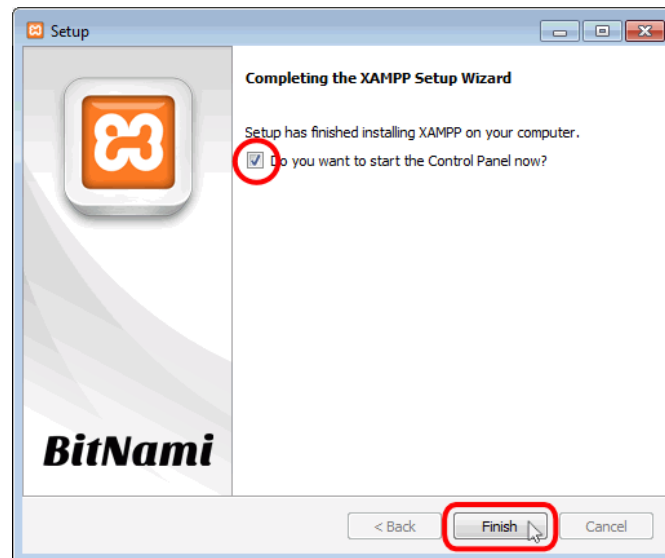 Setup
Completing the XAMPP Setup Wizard
Setup has finished installing XAMPP on your computer.
Do you want to start the Control Panel now?
BitNami
< Back
Finish
Cancel